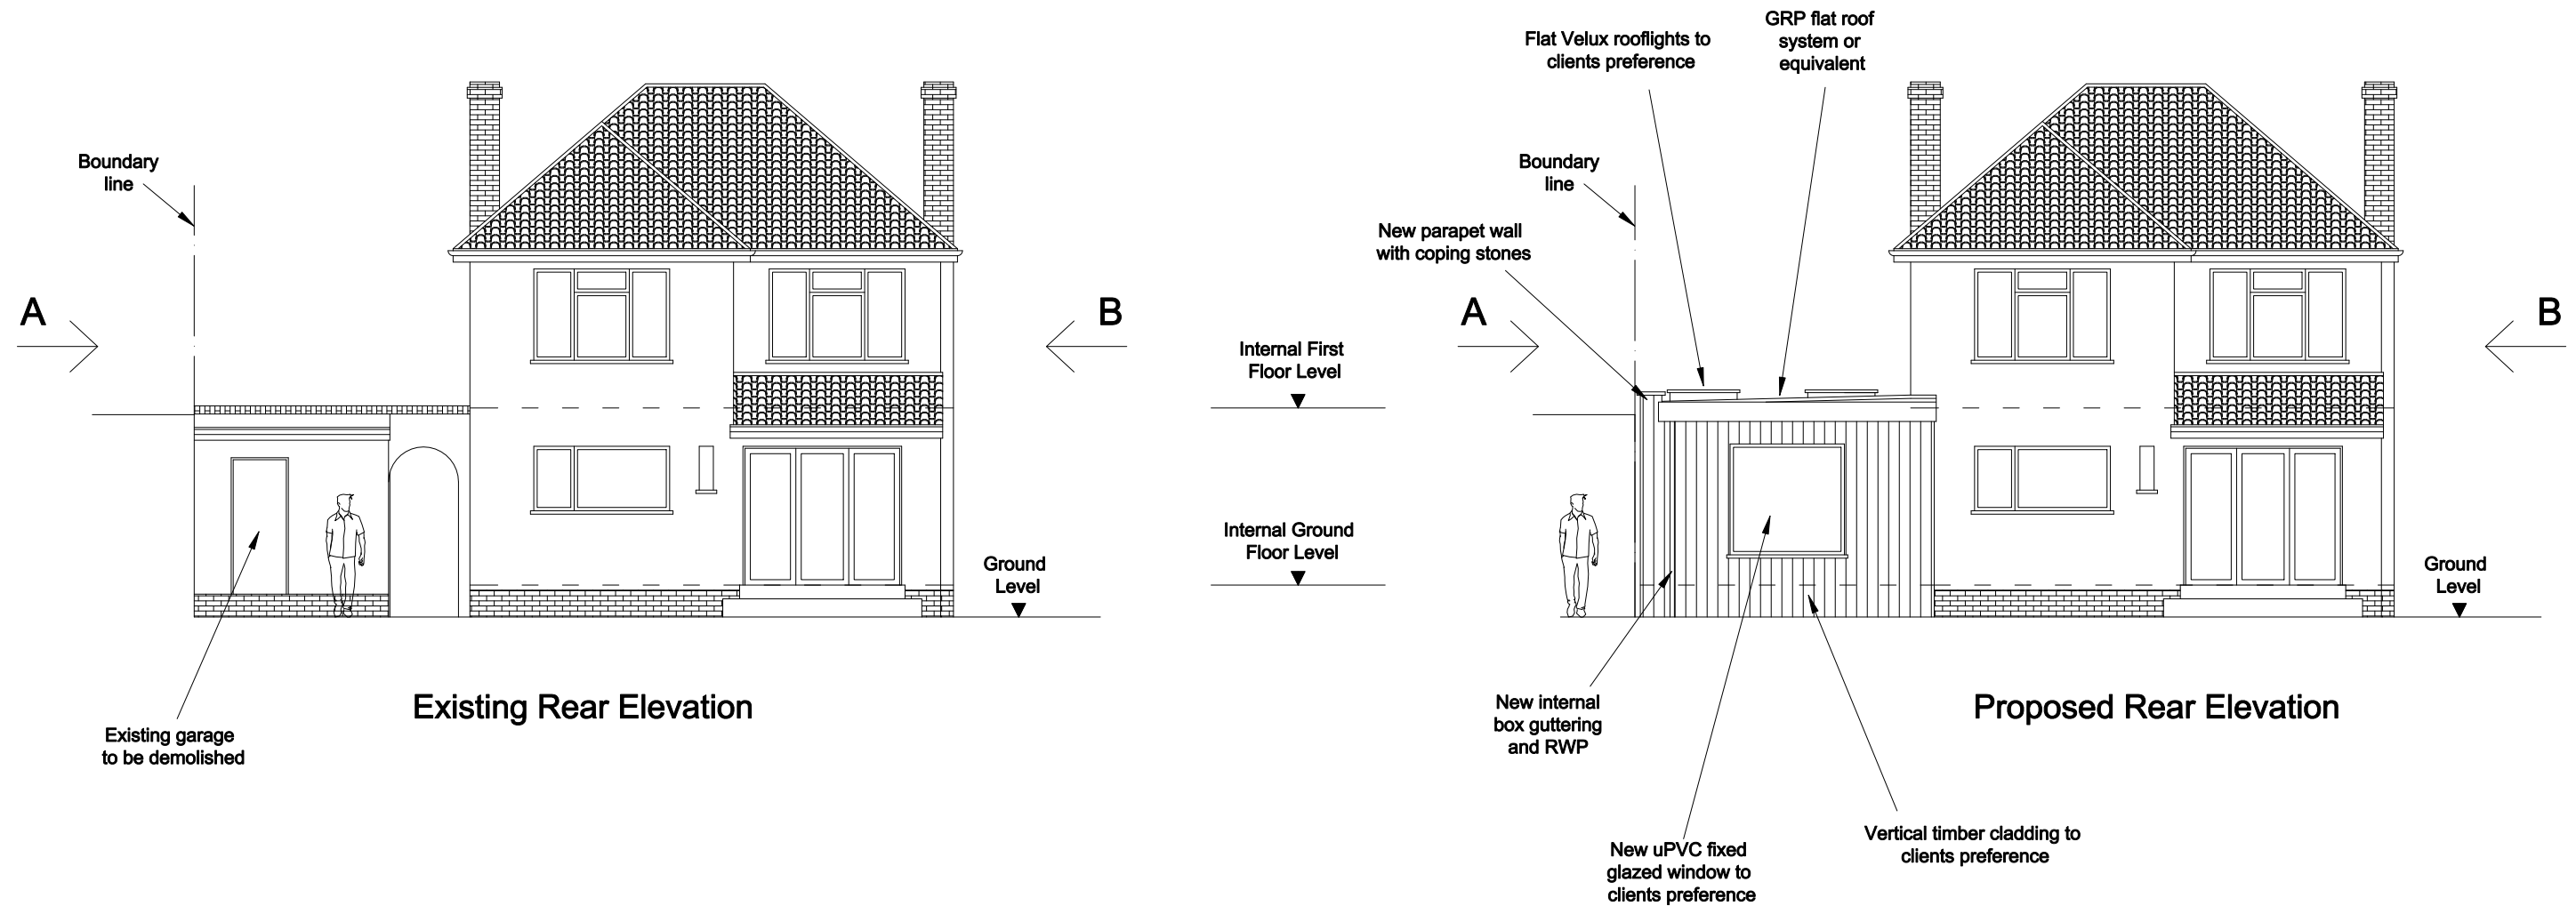 Boundary
line
A
B
Ground
Level
Existing garage
to be demolished
Existing Rear Elevation
Internal First
Floor Level
Internal Ground
Floor Level
Flat Velux rooflights to
clients preference
GRP flat roof
system or
equivalent
Boundary
line
New parapet wall
with coping stones
A
B
Ground
Level
New internal
box guttering
and RWP
Proposed Rear Elevation
New uPVC fixed
glazed window to
clients preference
Vertical timber cladding to
clients preference